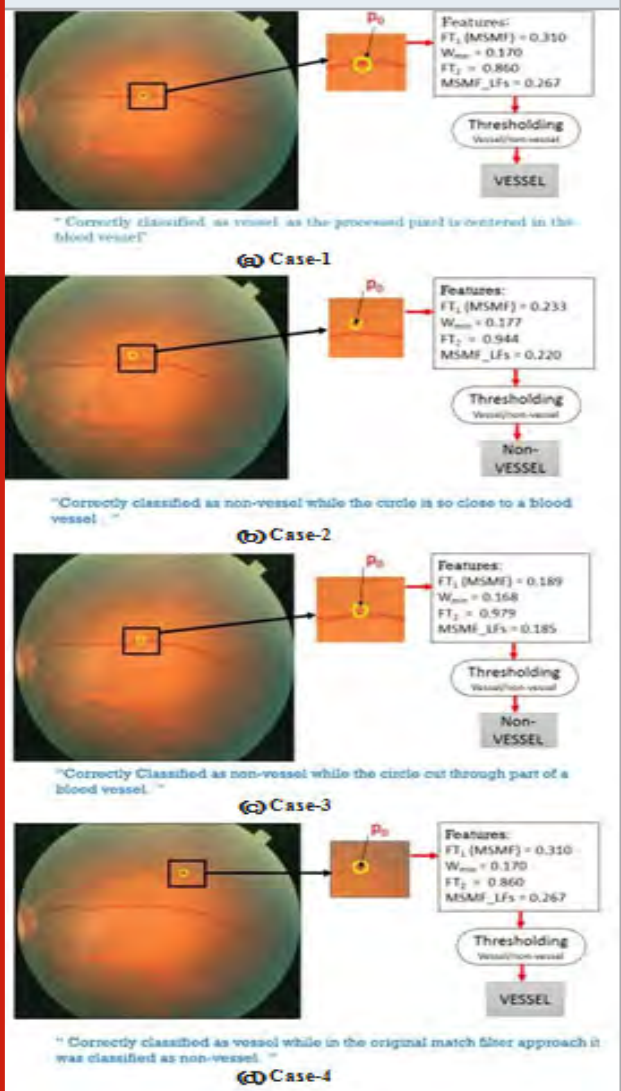 P₀
Features:
FT₁ (MSMF) = 0.310
Wₘᵢₙ = 0.170
FT₂ = 0.860
MSMF_LFs = 0.267
Thresholding
Vessel/non-vessel
VESSEL
" Correctly classified as vessel as the processed pixel is centered in the
blood vessel"
(a) Case-1
P₀
Features:
FT₁ (MSMF) = 0.233
Wₘᵢₙ = 0.177
FT₂ = 0.944
MSMF_LFs = 0.220
Thresholding
Vessel/non-vessel
Non-
VESSEL
"Correctly classified as non-vessel while the circle is so close to a blood
vessel . "
(b) Case-2
P₀
Features:
FT₁ (MSMF) = 0.189
Wₘᵢₙ = 0.168
FT₂ = 0.979
MSMF_LFs = 0.185
Thresholding
Vessel/non-vessel
Non-
VESSEL
"Correctly Classified as non-vessel while the circle cut through part of a
blood vessel. "
(c) Case-3
P₀
Features:
FT₁ (MSMF) = 0.310
Wₘᵢₙ = 0.170
FT₂ = 0.860
MSMF_LFs = 0.267
Thresholding
Vessel/non-vessel
VESSEL
" Correctly classified as vessel while in the original match filter approach it
was classified as non-vessel. "
(d) Case-4